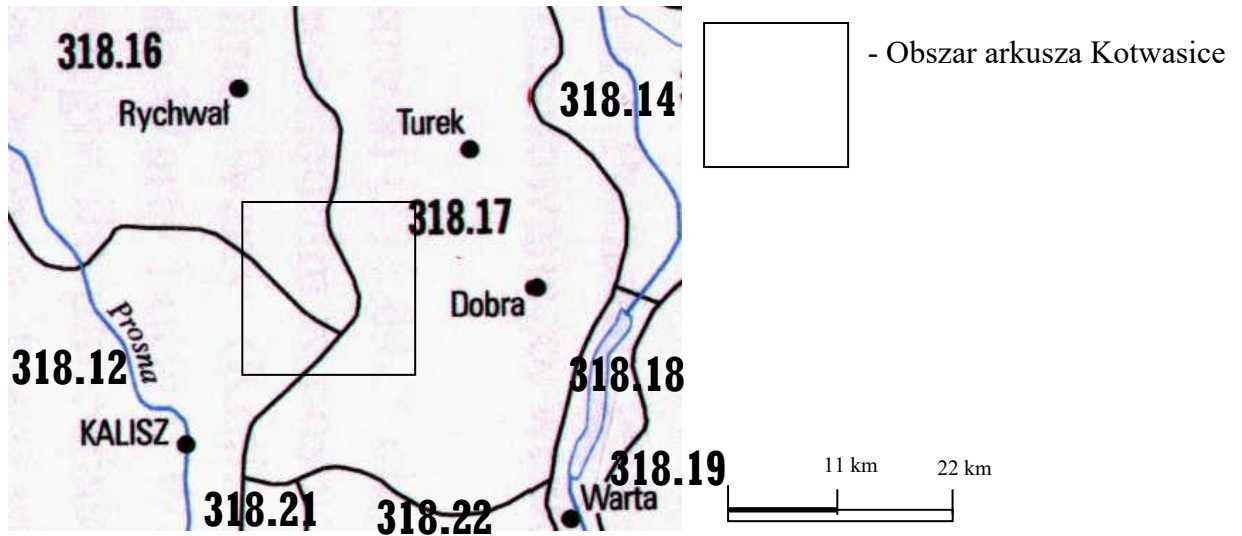 318.16
Rychwał
Turek
318.14
- Obszar arkusza Kotwasice
318.17
Dobra
Prosna
318.12
318.18
KALISZ
318.19
11 km
22 km
Warta
318.21
318.22